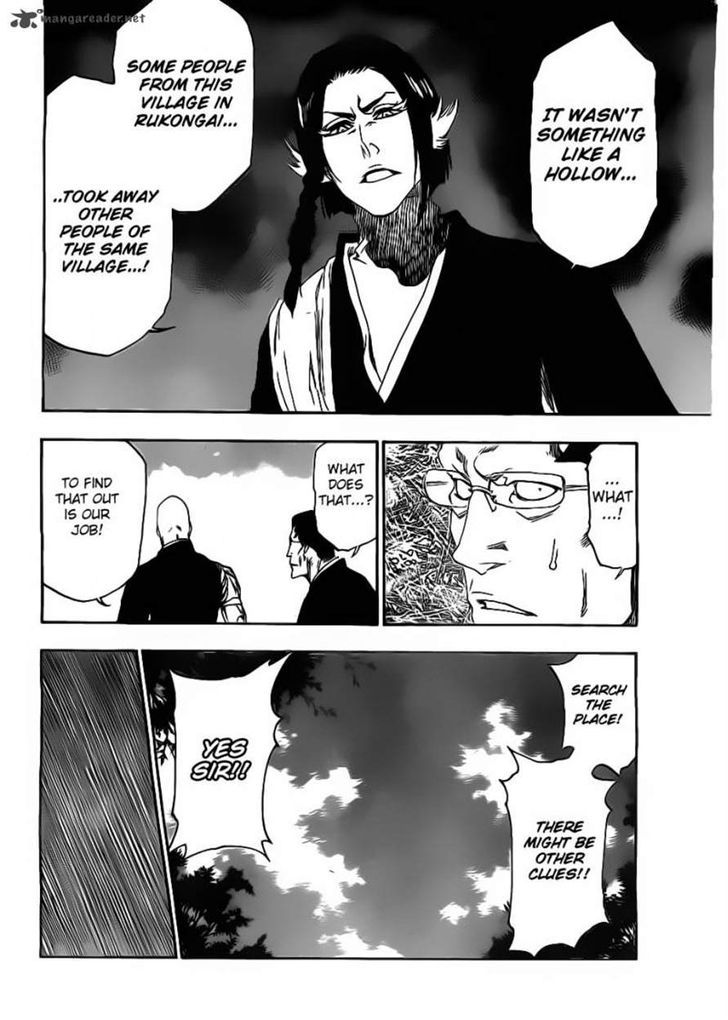 mangareader.net
IT WASN'T
SOMETHING
LIKE A
HOLLOW...
SOME PEOPLE
FROM THIS
VILLAGE IN
RUKONGAI...
..TOOK AWAY
OTHER
PEOPLE OF
THE SAME
VILLAGE...!
...
WHAT
...!
WHAT
DOES
THAT...?
TO FIND
THAT OUT
IS OUR
JOB!
SEARCH
THE
PLACE!
THERE
MIGHT BE
OTHER
CLUES!!
YES
SIR!!